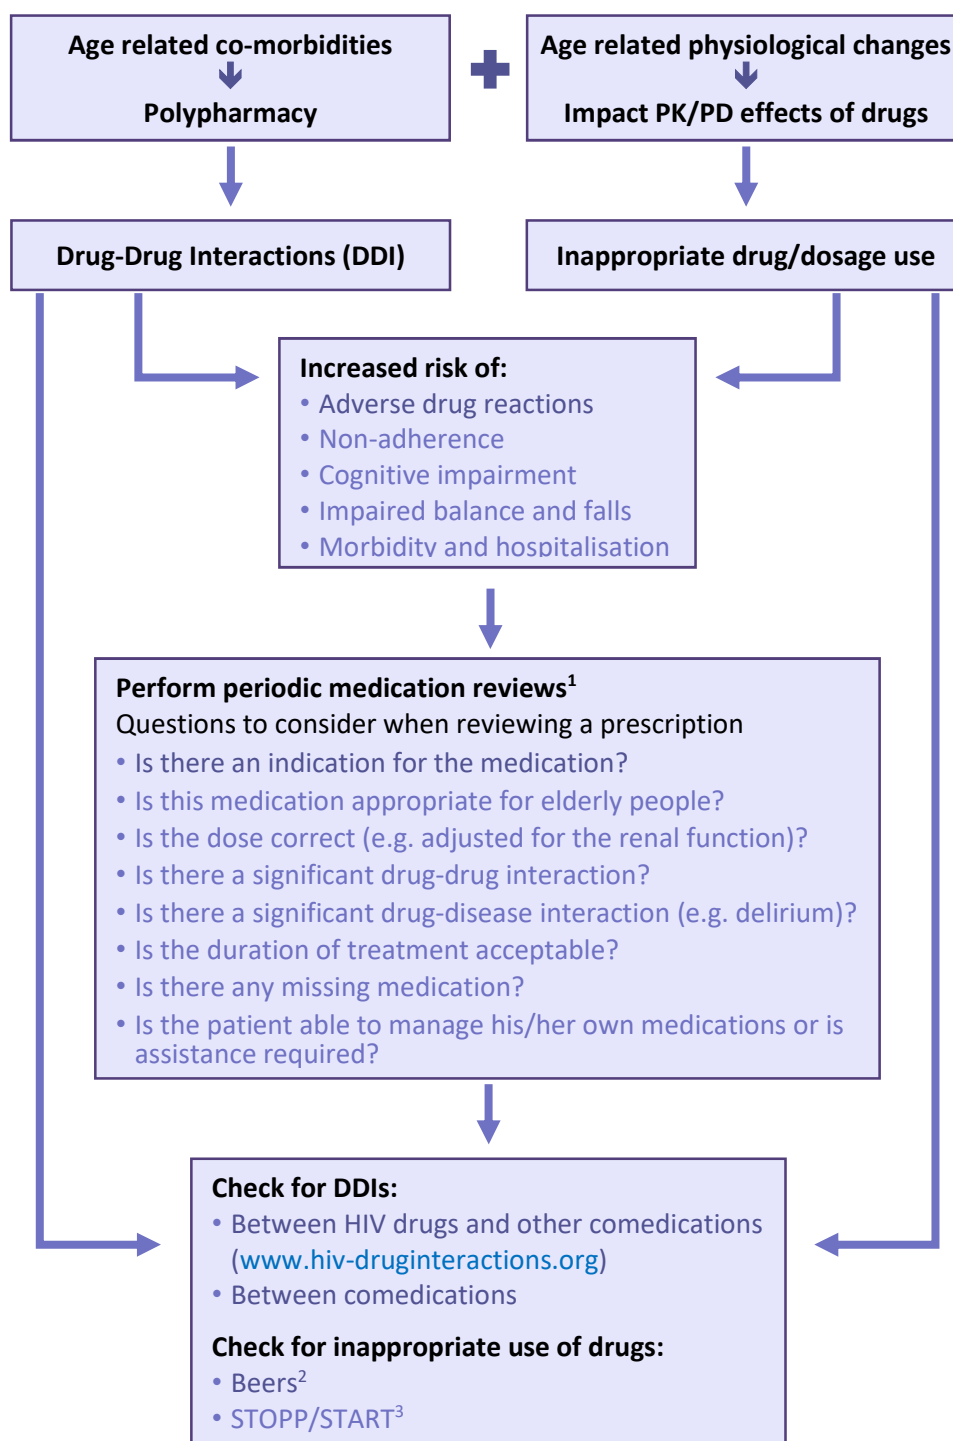 Age related co-morbidities
Polypharmacy
Age related physiological changes
Impact PK/PD effects of drugs
Drug-Drug Interactions (DDI)
Inappropriate drug/dosage use
Increased risk of:
• Adverse drug reactions
• Non-adherence
• Cognitive impairment
• Impaired balance and falls
• Morbidity and hospitalisation
Perform periodic medication reviews¹
Questions to consider when reviewing a prescription
• Is there an indication for the medication?
• Is this medication appropriate for elderly people?
• Is the dose correct (e.g. adjusted for the renal function)?
• Is there a significant drug-drug interaction?
• Is there a significant drug-disease interaction (e.g. delirium)?
• Is the duration of treatment acceptable?
• Is there any missing medication?
• Is the patient able to manage his/her own medications or is
assistance required?
Check for DDIs:
• Between HIV drugs and other comedications
(www.hiv-druginteractions.org)
• Between comedications
Check for inappropriate use of drugs:
• Beers²
• STOPP/START³